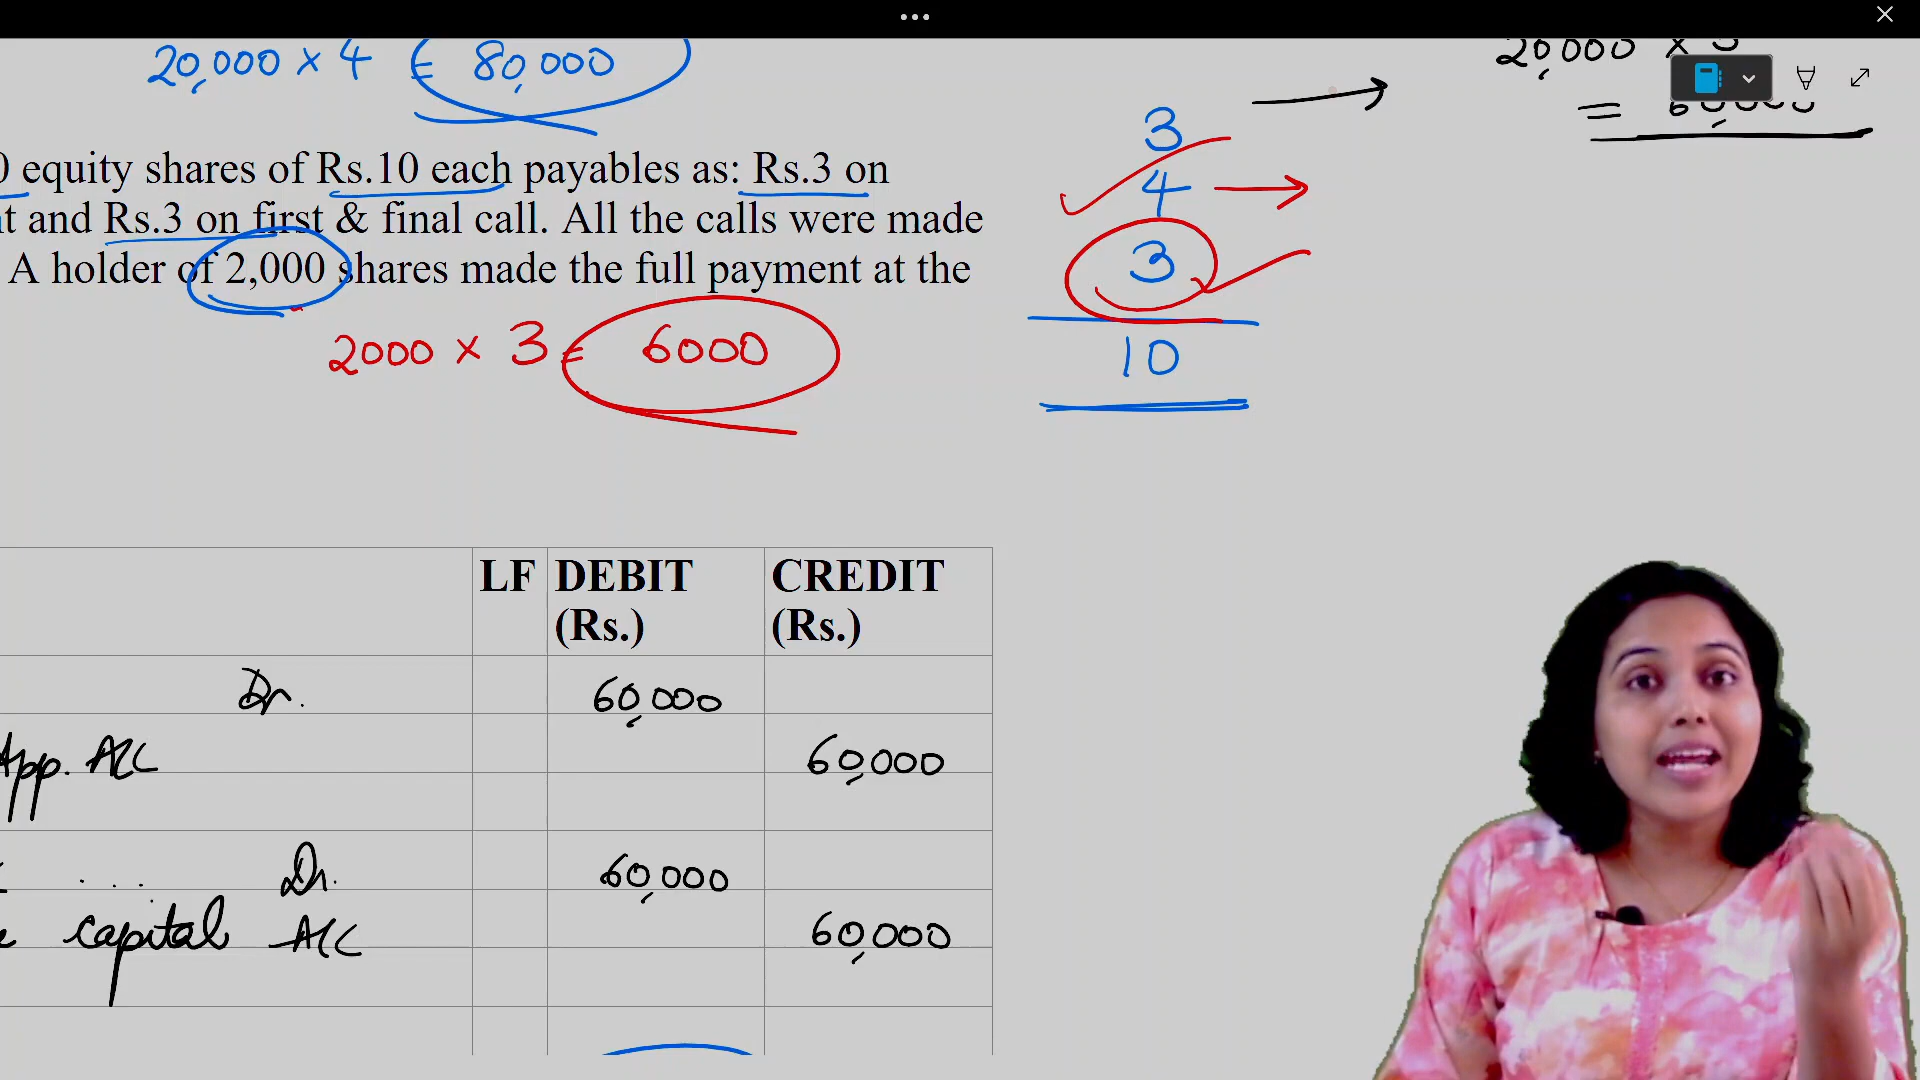 20,000 × 4 = 80,000
20,000 ×
= 60,000
3
4
3
10
0 equity shares of Rs.10 each payables as: Rs.3 on
t and Rs.3 on first & final call. All the calls were made
A holder of 2,000 shares made the full payment at the
2000 × 3 = 6000
LF DEBIT (Rs.) CREDIT (Rs.)
Dr. 60,000
App. A/C 60,000
.... Dr. 60,000
e capital A/C 60,000